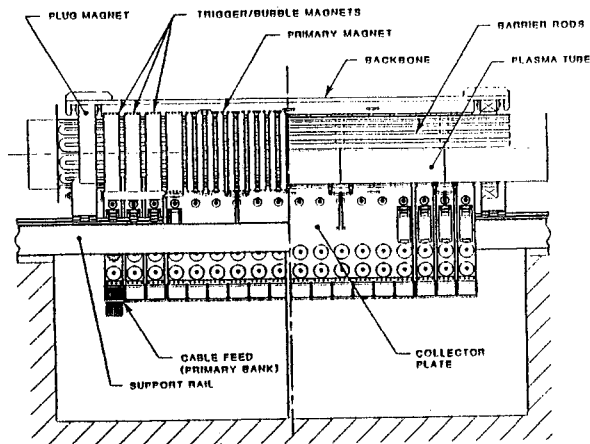 PLUG MAGNET
TRIGGER/BUBBLE MAGNETS
PRIMARY MAGNET
BACKBONE
BARRIER RODS
PLASMA TUBE
CABLE FEED
(PRIMARY BANK)
SUPPORT RAIL
COLLECTOR
PLATE